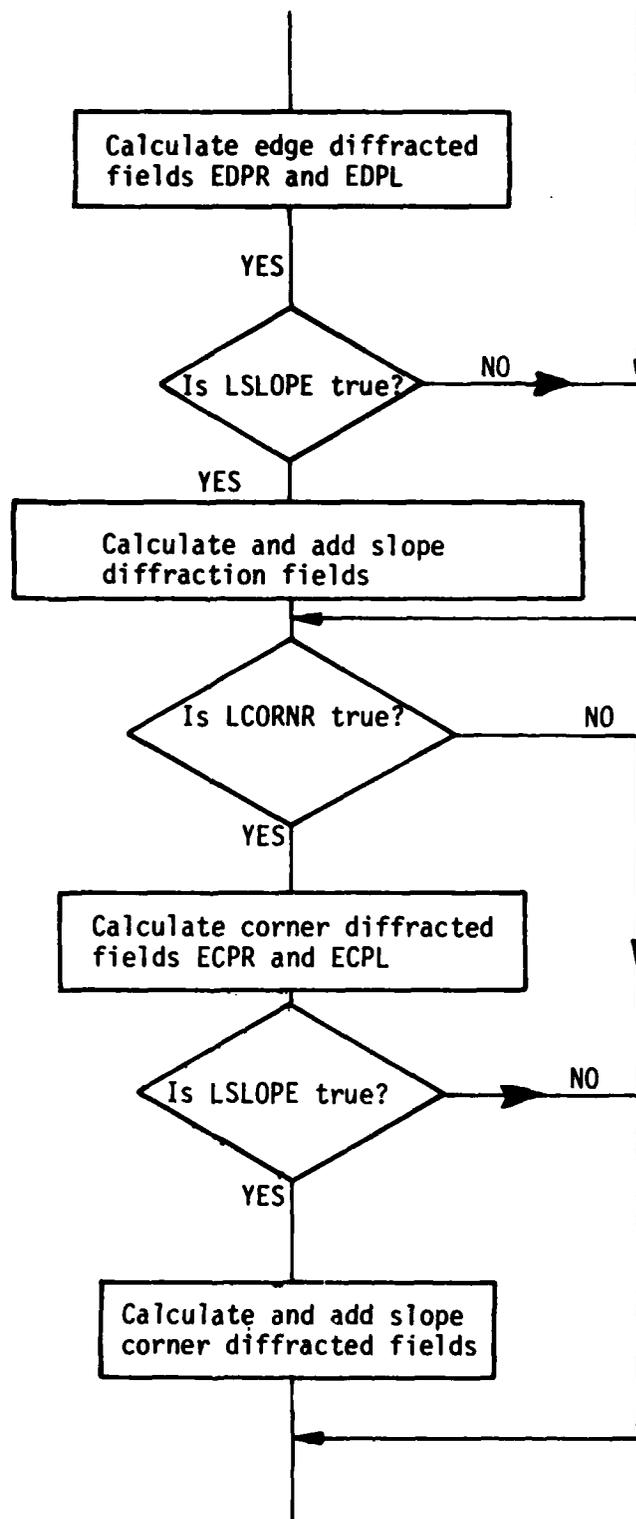 Calculate edge diffracted
fields EDPR and EDPL
YES
Is LSLOPE true?
NO
YES
Calculate and add slope
diffraction fields
Is LCORNR true?
NO
YES
Calculate corner diffracted
fields ECPR and ECPL
Is LSLOPE true?
NO
YES
Calculate and add slope
corner diffracted fields